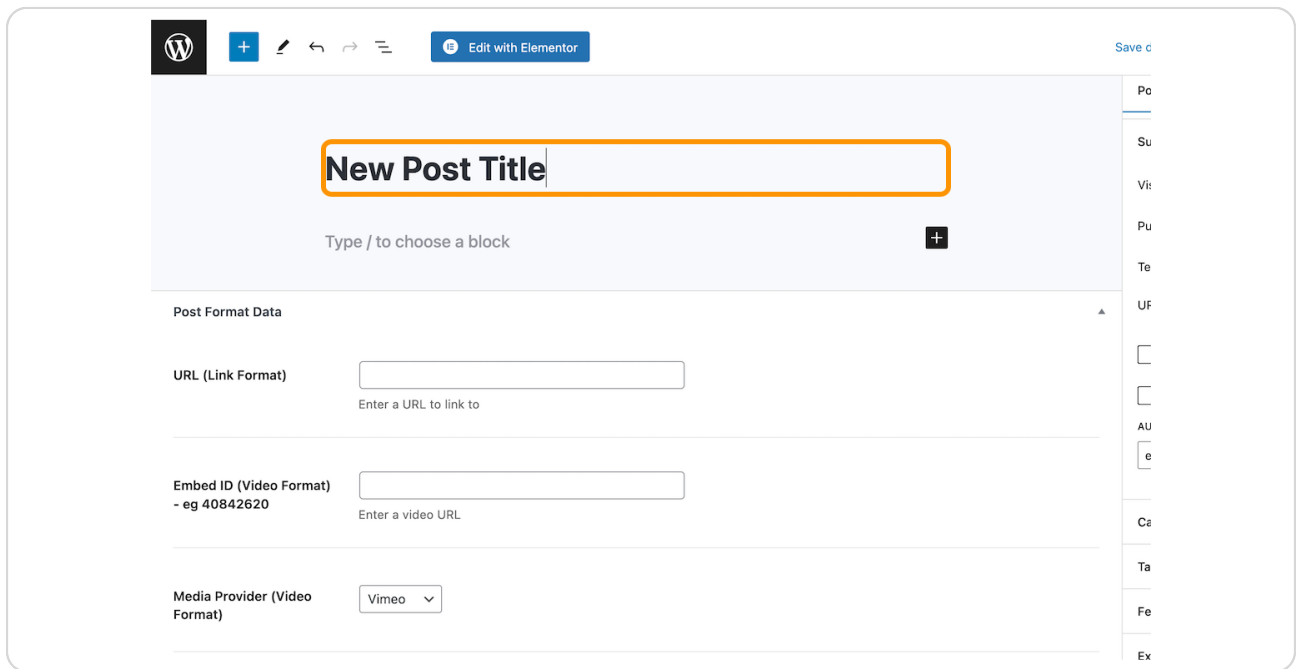 Edit with Elementor
Save d
New Post Title
Type / to choose a block
Post Format Data
URL (Link Format)
Enter a URL to link to
Embed ID (Video Format)
- eg 40842620
Enter a video URL
Media Provider (Video
Format)
Vimeo
Po
Su
Vis
Pu
Te
UR
AU
e
Ca
Ta
Fe
Ex